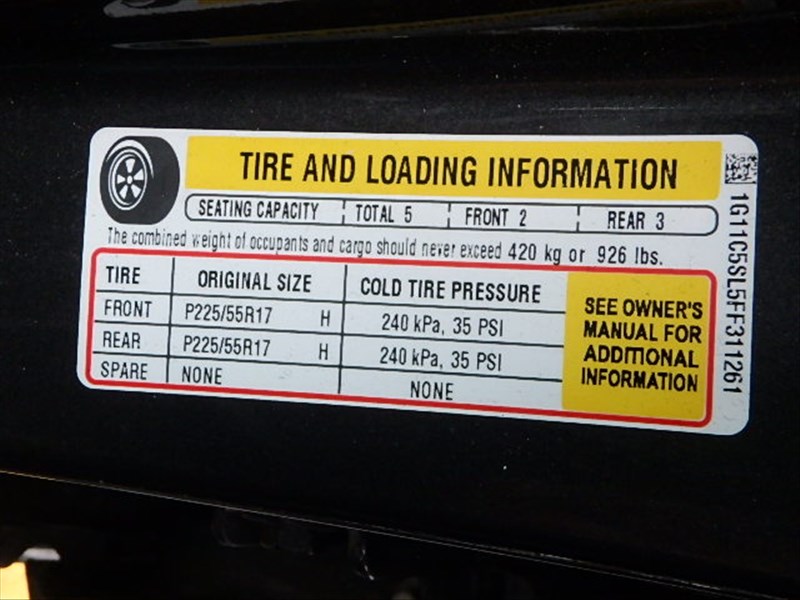 TIRE AND LOADING INFORMATION
SEATING CAPACITY TOTAL 5 FRONT 2 REAR 3
The combined weight of occupants and cargo should never exceed 420 kg or 926 lbs.
TIRE ORIGINAL SIZE COLD TIRE PRESSURE
FRONT P225/55R17 H 240 kPa, 35 PSI
REAR P225/55R17 H 240 kPa, 35 PSI
SPARE NONE NONE
SEE OWNER'S
MANUAL FOR
ADDITIONAL
INFORMATION
1G11C5SL5FF311261